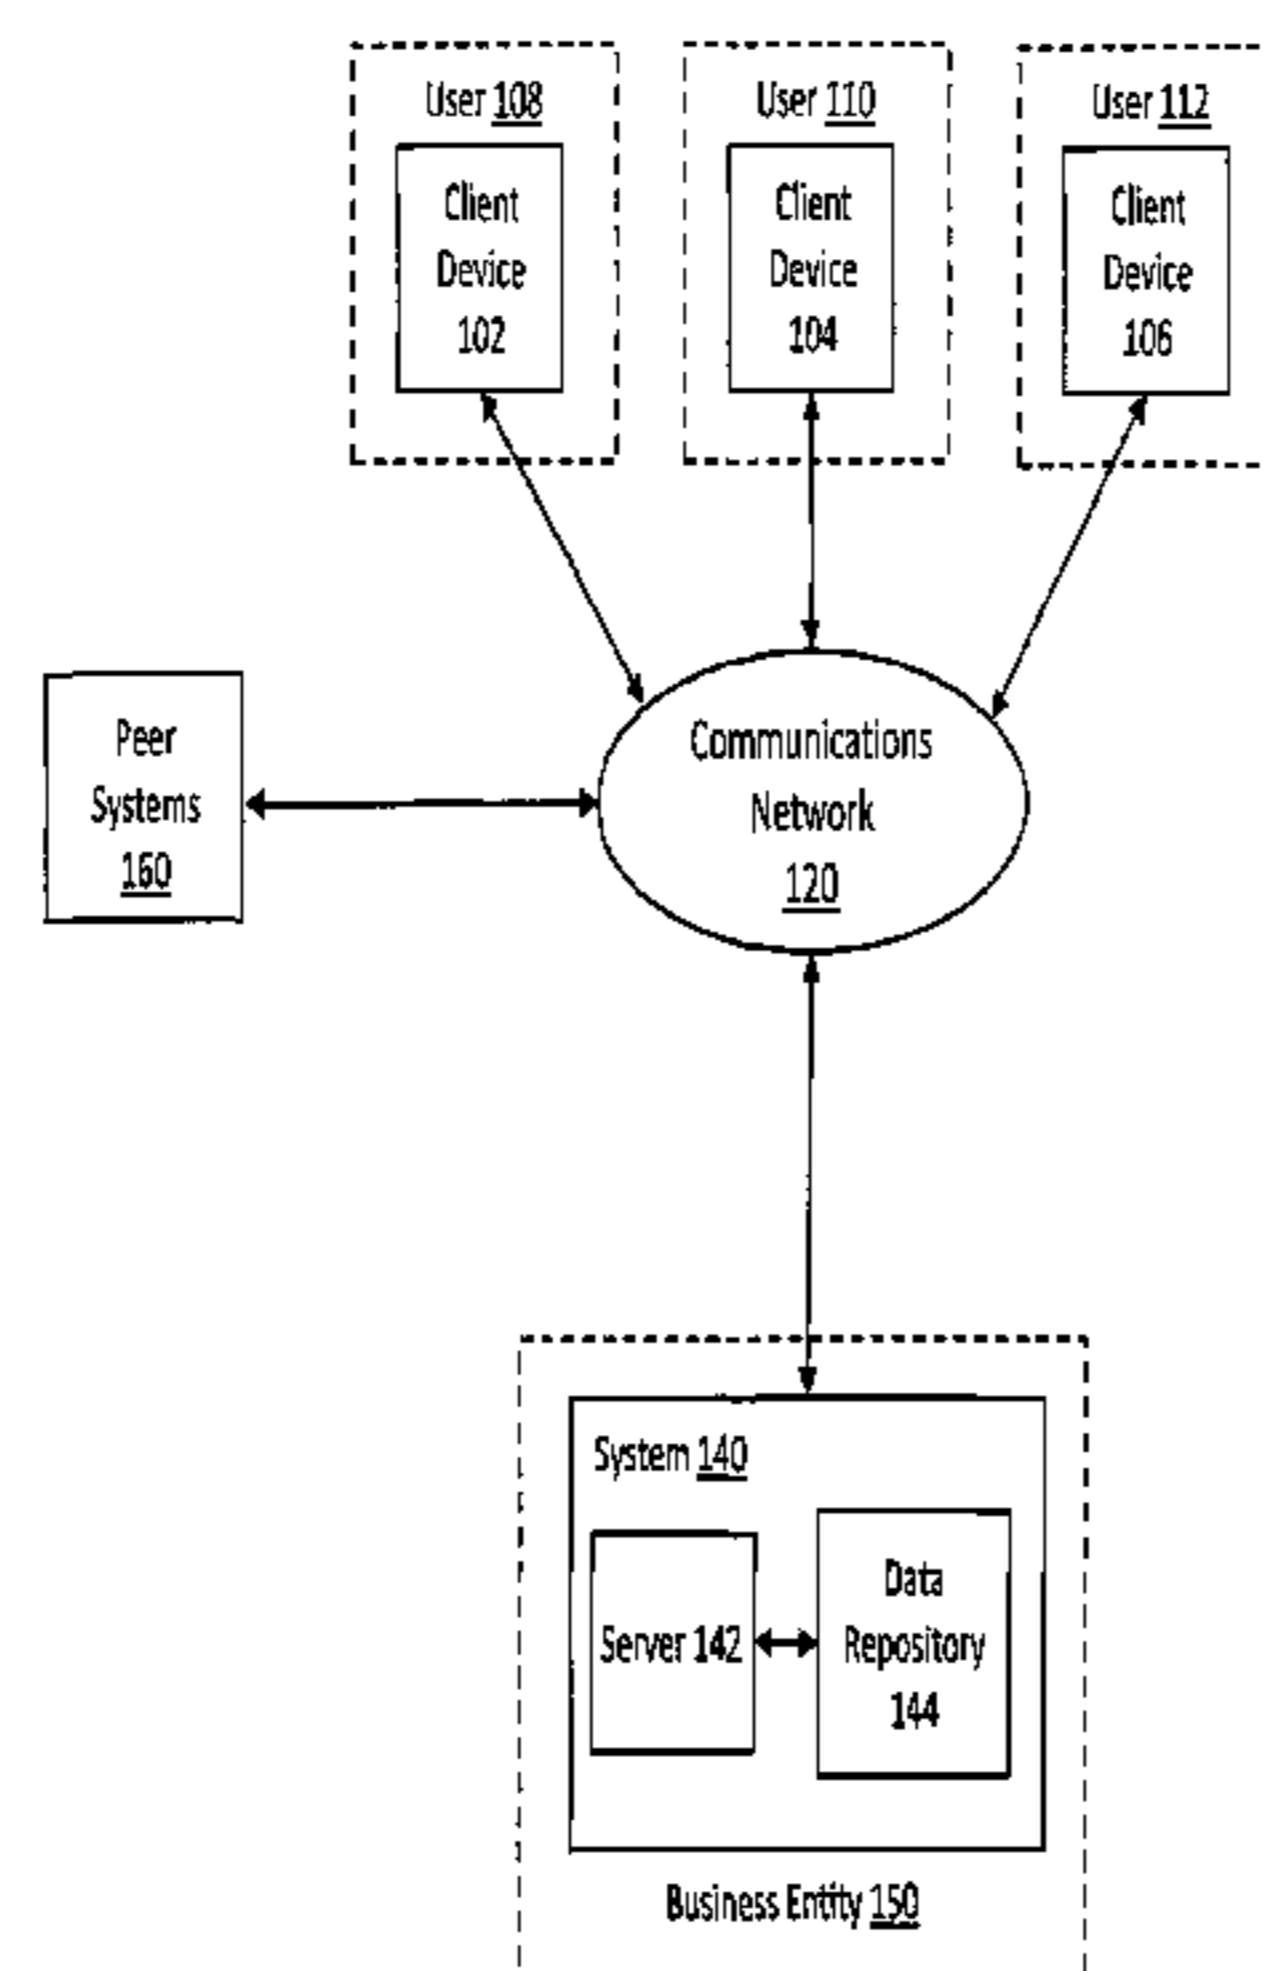 User 108
User 110
User 112
Client
Device
102
Client
Device
104
Client
Device
106
Peer
Systems
160
Communications
Network
120
System 140
Server 142
Data
Repository
144
Business Entity 150